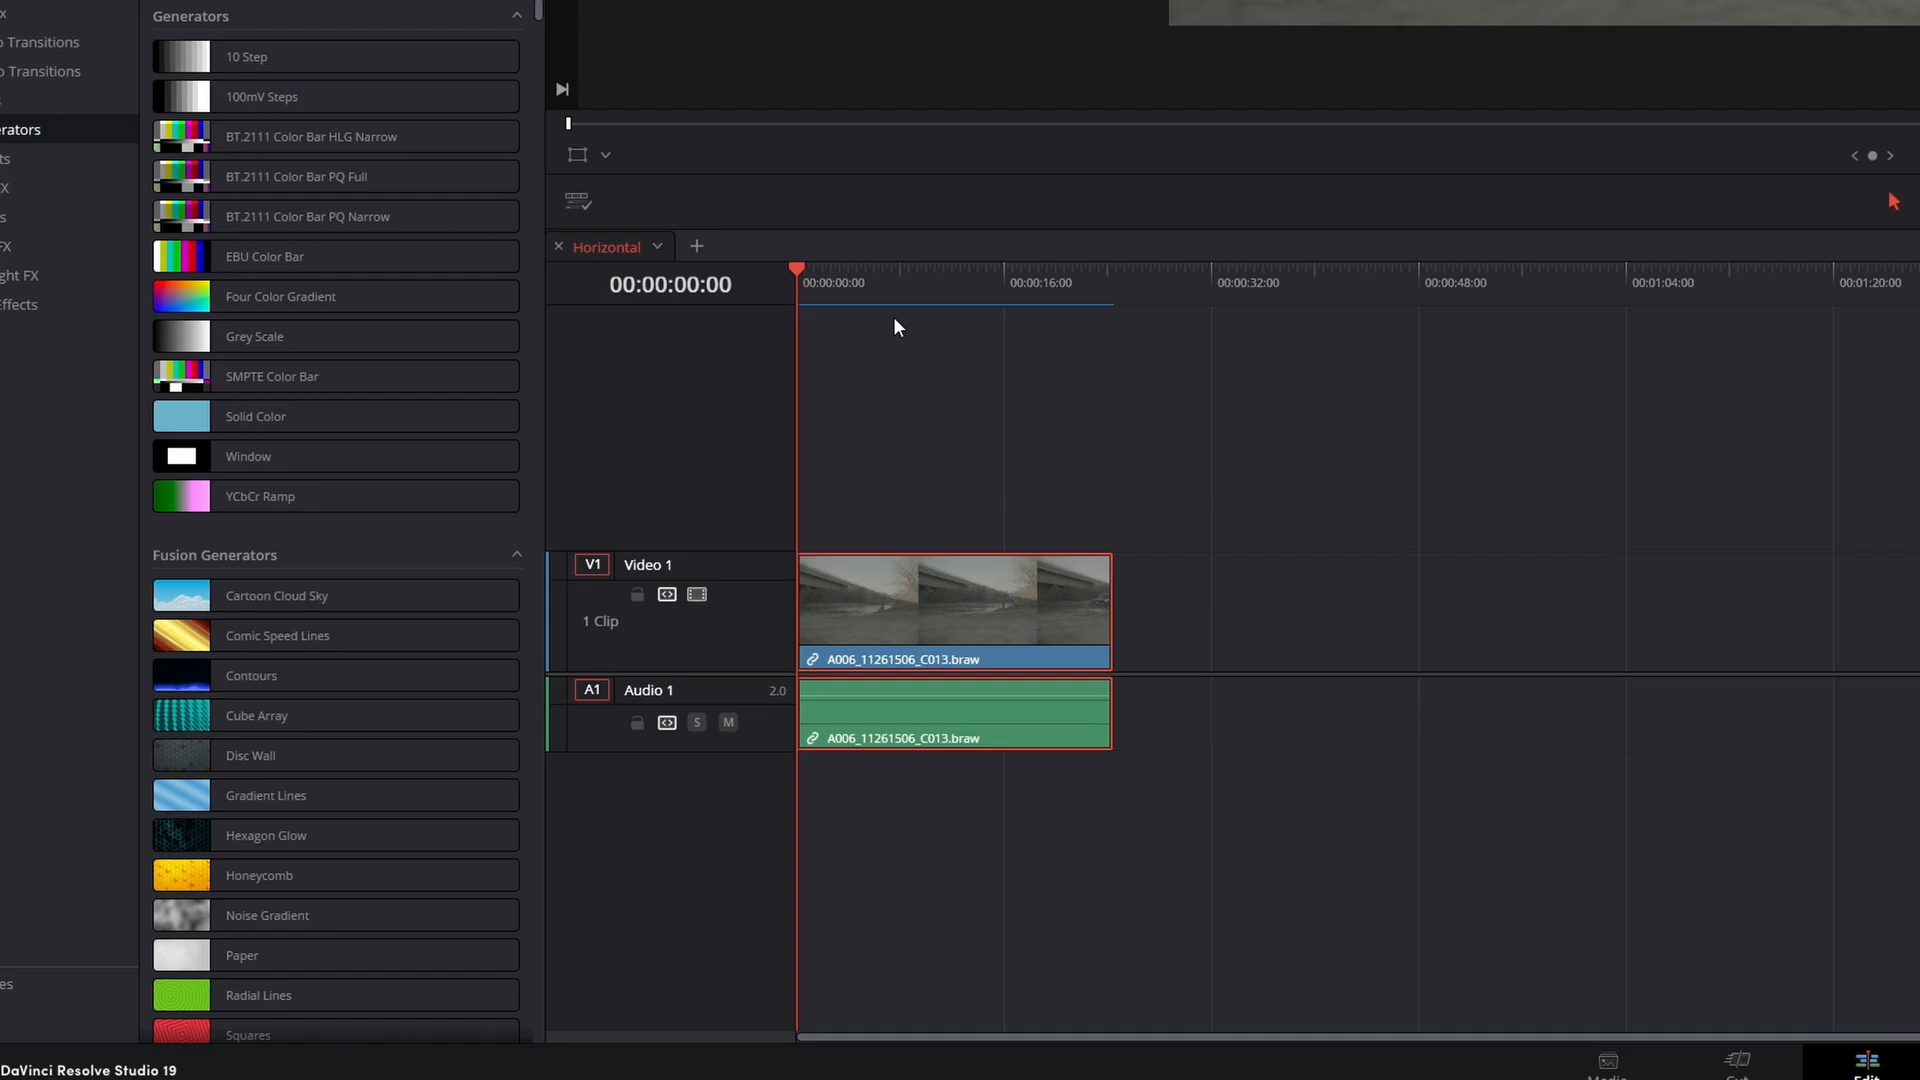 x
o Transitions
o Transitions
s
erators
ts
FX
s
FX
ght FX
Effects
es
Generators
10 Step
100mV Steps
BT.2111 Color Bar HLG Narrow
BT.2111 Color Bar PQ Full
BT.2111 Color Bar PQ Narrow
EBU Color Bar
Four Color Gradient
Grey Scale
SMPTE Color Bar
Solid Color
Window
YCbCr Ramp
Fusion Generators
Cartoon Cloud Sky
Comic Speed Lines
Contours
Cube Array
Disc Wall
Gradient Lines
Hexagon Glow
Honeycomb
Noise Gradient
Paper
Radial Lines
Squares
Horizontal
00:00:00:00
00:00:00:00 00:00:16:00 00:00:32:00 00:00:48:00 00:01:04:00 00:01:20:00
V1 Video 1
1 Clip
A006_11261506_C013.braw
A1 Audio 1 2.0
S M
A006_11261506_C013.braw
DaVinci Resolve Studio 19
Media Cut Edit